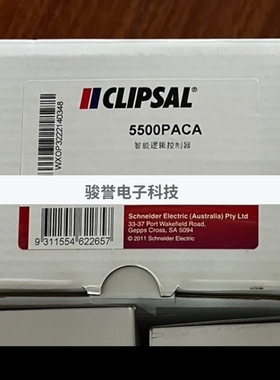 CLIPSAL®
WXOP3222140348
5500PACA
智能逻辑控制器
骏誉电子科技
Schneider Electric (Australia) Pty Ltd
33-37 Port Wakefield Road,
Gepps Cross, SA 5094
© 2011 Schneider Electric
9 311554 622657